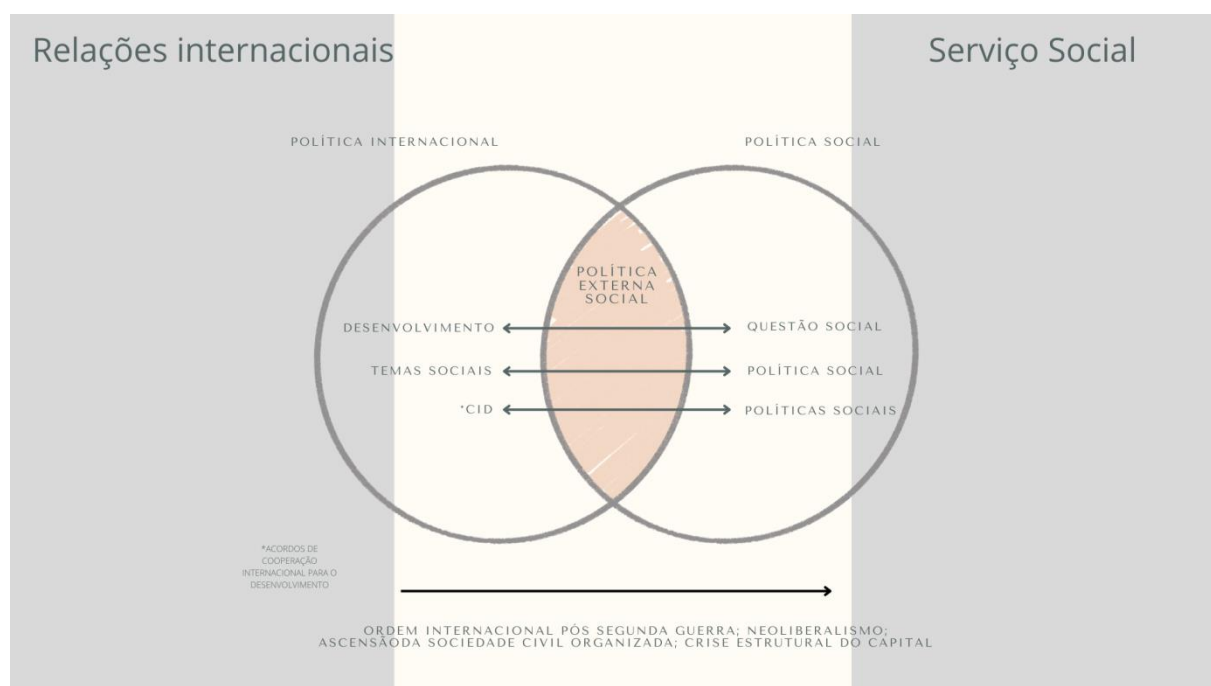 Relações internacionais
Serviço Social
POLÍTICA INTERNACIONAL
POLÍTICA SOCIAL
POLÍTICA
EXTERNA
SOCIAL
DESENVOLVIMENTO
QUESTÃO SOCIAL
TEMAS SOCIAIS
POLÍTICA SOCIAL
*CID
POLÍTICAS SOCIAIS
*ACORDOS DE
COOPERAÇÃO
INTERNACIONAL PARA O
DESENVOLVIMENTO
ORDEM INTERNACIONAL PÓS SEGUNDA GUERRA; NEOLIBERALISMO;
ASCENSÃODA SOCIEDADE CIVIL ORGANIZADA; CRISE ESTRUTURAL DO CAPITAL